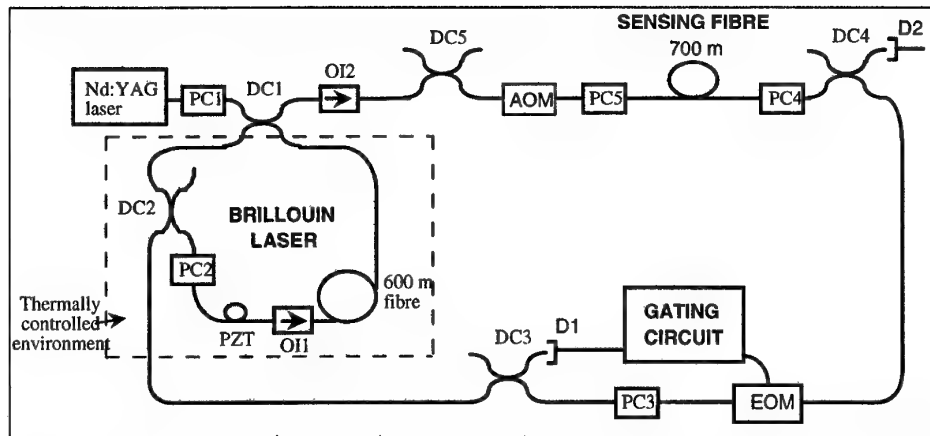 SENSING FIBRE
700 m
DC5
DC4
D2
OI2
DC1
Nd:YAG
laser
PC1
AOM
PC5
PC4
DC2
BRILLOUIN
LASER
PC2
600 m
fibre
Thermally
controlled
environment
PZT
OI1
GATING
CIRCUIT
D1
DC3
PC3
EOM